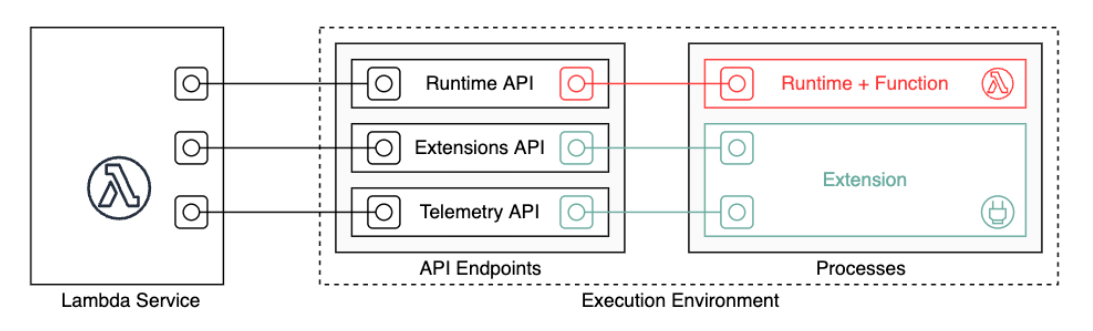 Runtime API
Runtime + Function
Extensions API
Extension
Telemetry API
API Endpoints
Processes
Lambda Service
Execution Environment